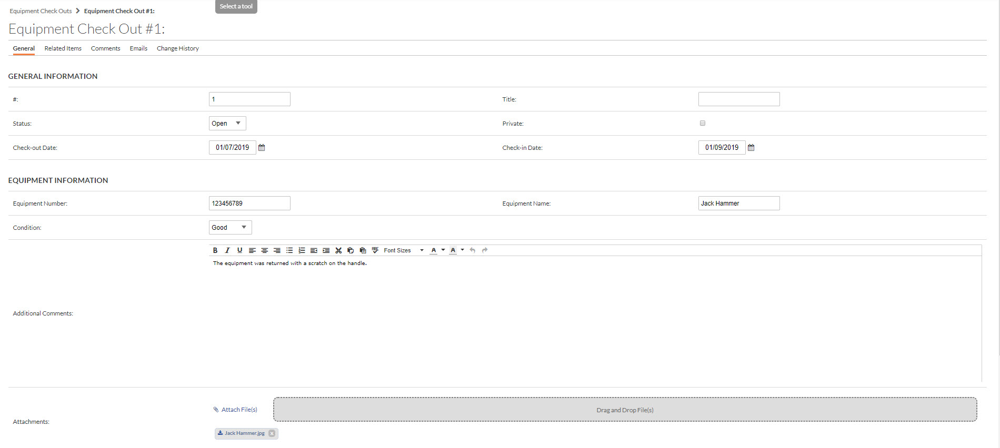 Select a tool
Equipment Check Outs > Equipment Check Out #1:
Equipment Check Out #1:
General Related Items Comments Emails Change History
GENERAL INFORMATION
#: 1 Title:
Status: Open Private:
Check-out Date: 01/07/2019 Check-in Date: 01/09/2019
EQUIPMENT INFORMATION
Equipment Number: 123456789 Equipment Name: Jack Hammer
Condition: Good
B I U ABC Font Sizes A A
The equipment was returned with a scratch on the handle.
Additional Comments:
Attach File(s) Drag and Drop File(s)
Attachments:
Jack Hammer.jpg x